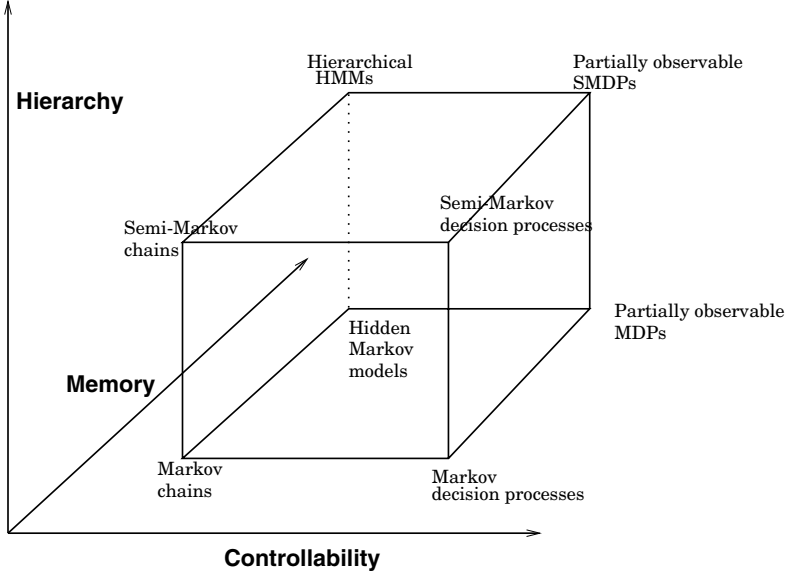 Hierarchical
HMMs
Partially observable
SMDPs
Hierarchy
Semi-Markov
decision processes
Semi-Markov
chains
Partially observable
MDPs
Hidden
Markov
models
Memory
Markov
chains
Markov
decision processes
Controllability